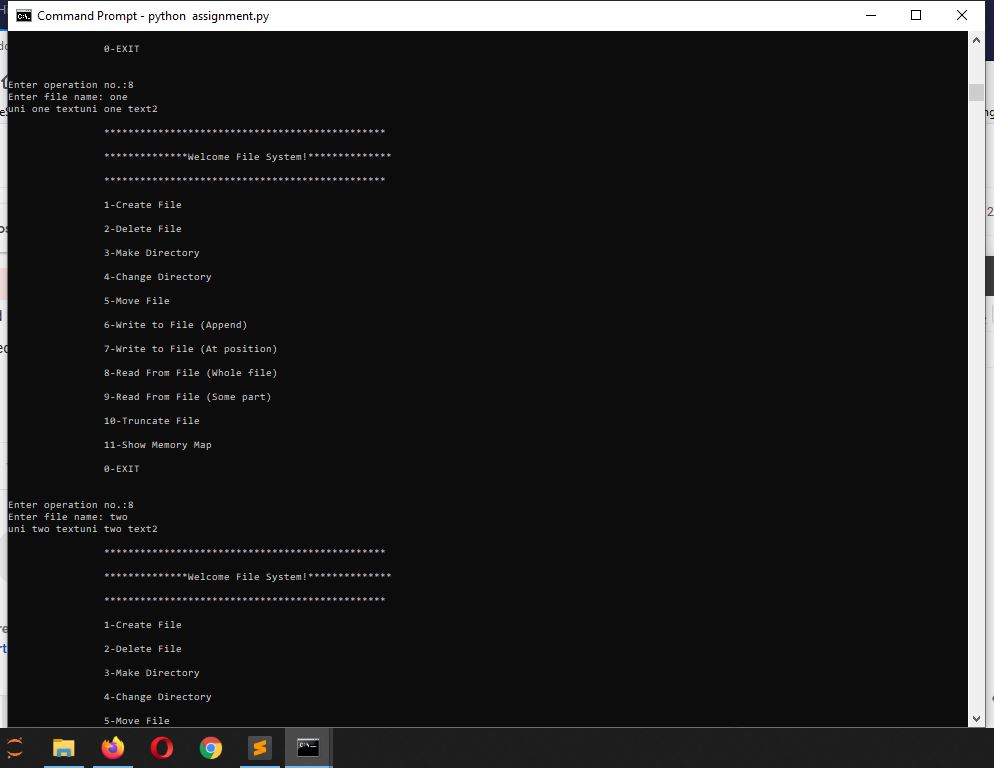 Command Prompt - python  assignment.py
0-EXIT
Enter operation no.:8
Enter file name: one
uni one textuni one text2
***********************************************
**************Welcome File System!**************
***********************************************
1-Create File
2-Delete File
3-Make Directory
4-Change Directory
5-Move File
6-Write to File (Append)
7-Write to File (At position)
8-Read From File (Whole file)
9-Read From File (Some part)
10-Truncate File
11-Show Memory Map
0-EXIT
Enter operation no.:8
Enter file name: two
uni two textuni two text2
***********************************************
**************Welcome File System!**************
***********************************************
1-Create File
2-Delete File
3-Make Directory
4-Change Directory
5-Move File